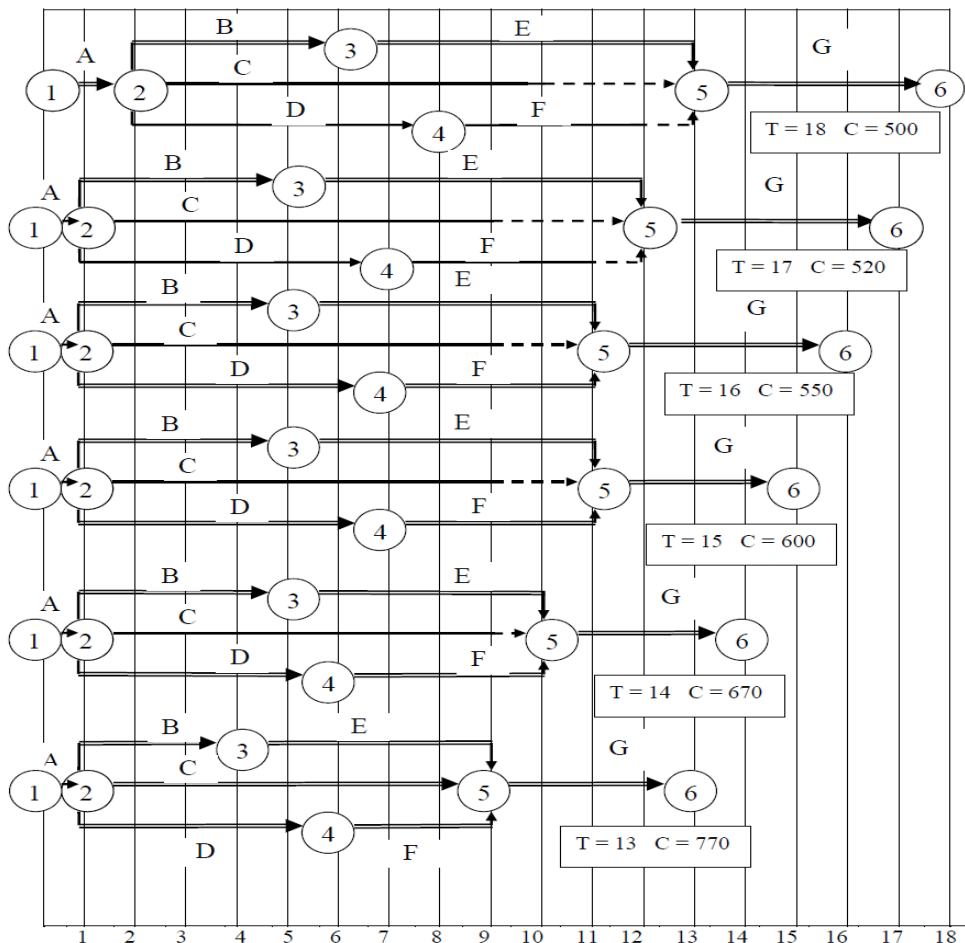 A B E G
1 2 C 3 5 6
D 4 F
T = 18 C = 500
A B E G
1 2 C 3 5 6
D 4 F
T = 17 C = 520
A B E G
1 2 C 3 5 6
D 4 F
T = 16 C = 550
A B E G
1 2 C 3 5 6
D 4 F
T = 15 C = 600
A B E G
1 2 C 3 5 6
D 4 F
T = 14 C = 670
A B E G
1 2 C 3 5 6
D 4 F
T = 13 C = 770
1 2 3 4 5 6 7 8 9 10 11 12 13 14 15 16 17 18